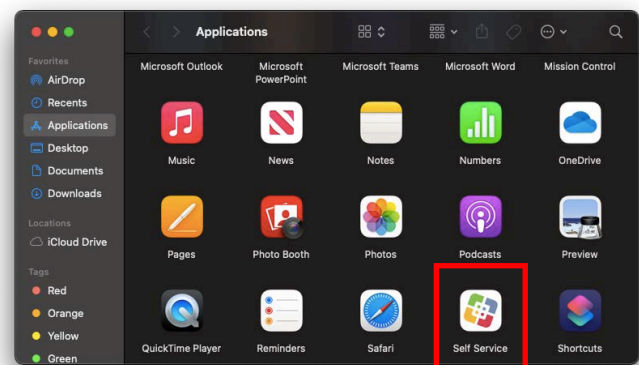 Applications
Favorites
AirDrop
Recents
Applications
Desktop
Documents
Downloads
Locations
iCloud Drive
Tags
Red
Orange
Yellow
Green
Microsoft Outlook
Microsoft
PowerPoint
Microsoft Teams
Microsoft Word
Mission Control
Music
News
Notes
Numbers
OneDrive
Pages
Photo Booth
Photos
Podcasts
Preview
QuickTime Player
Reminders
Safari
Self Service
Shortcuts